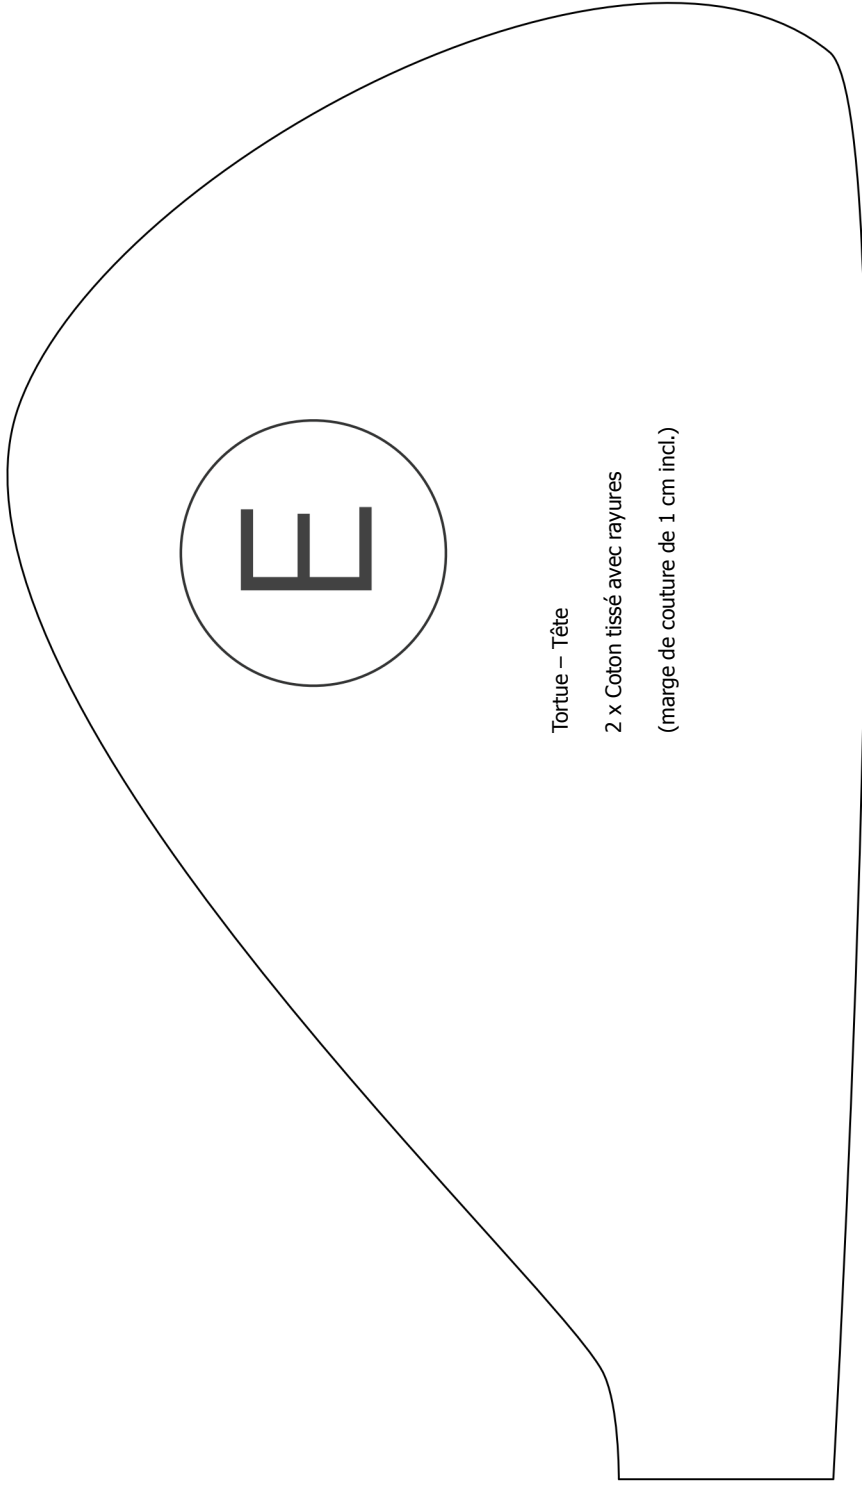 E
Tortue – Tête
2 x Coton tissé avec rayures
(marge de couture de 1 cm incl.)